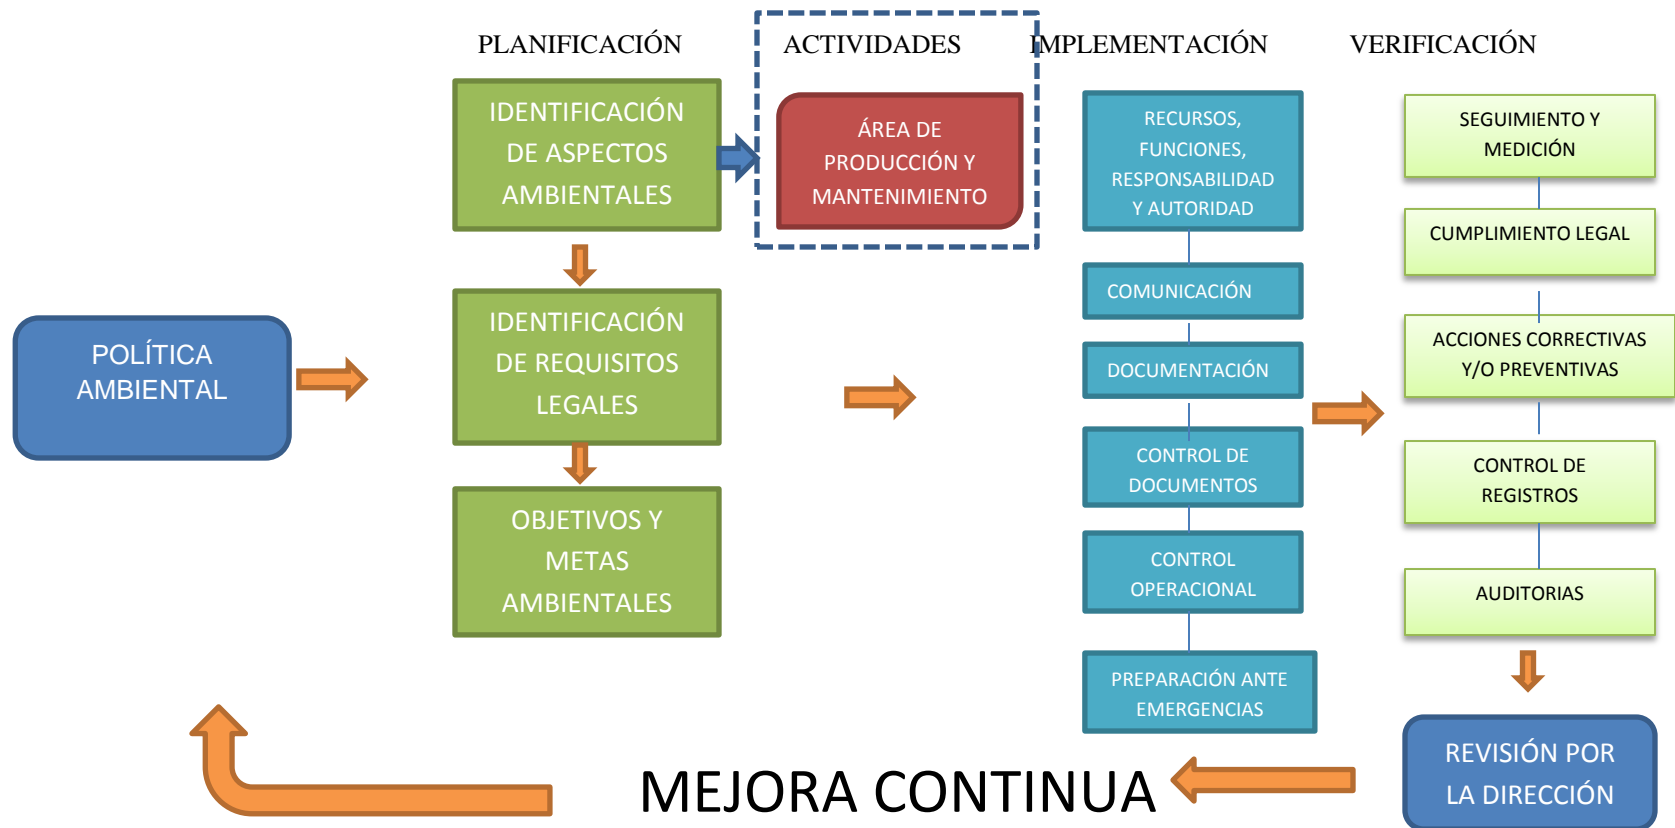 PLANIFICACIÓN
ACTIVIDADES
IMPLEMENTACIÓN
VERIFICACIÓN
POLÍTICA
AMBIENTAL
IDENTIFICACIÓN
DE ASPECTOS
AMBIENTALES
IDENTIFICACIÓN
DE REQUISITOS
LEGALES
OBJETIVOS Y
METAS
AMBIENTALES
ÁREA DE
PRODUCCIÓN Y
MANTENIMIENTO
RECURSOS,
FUNCIONES,
RESPONSABILIDAD
Y AUTORIDAD
COMUNICACIÓN
DOCUMENTACIÓN
CONTROL DE
DOCUMENTOS
CONTROL
OPERACIONAL
PREPARACIÓN ANTE
EMERGENCIAS
SEGUIMIENTO Y
MEDICIÓN
CUMPLIMIENTO LEGAL
ACCIONES CORRECTIVAS
Y/O PREVENTIVAS
CONTROL DE
REGISTROS
AUDITORIAS
REVISIÓN POR
LA DIRECCIÓN
MEJORA CONTINUA